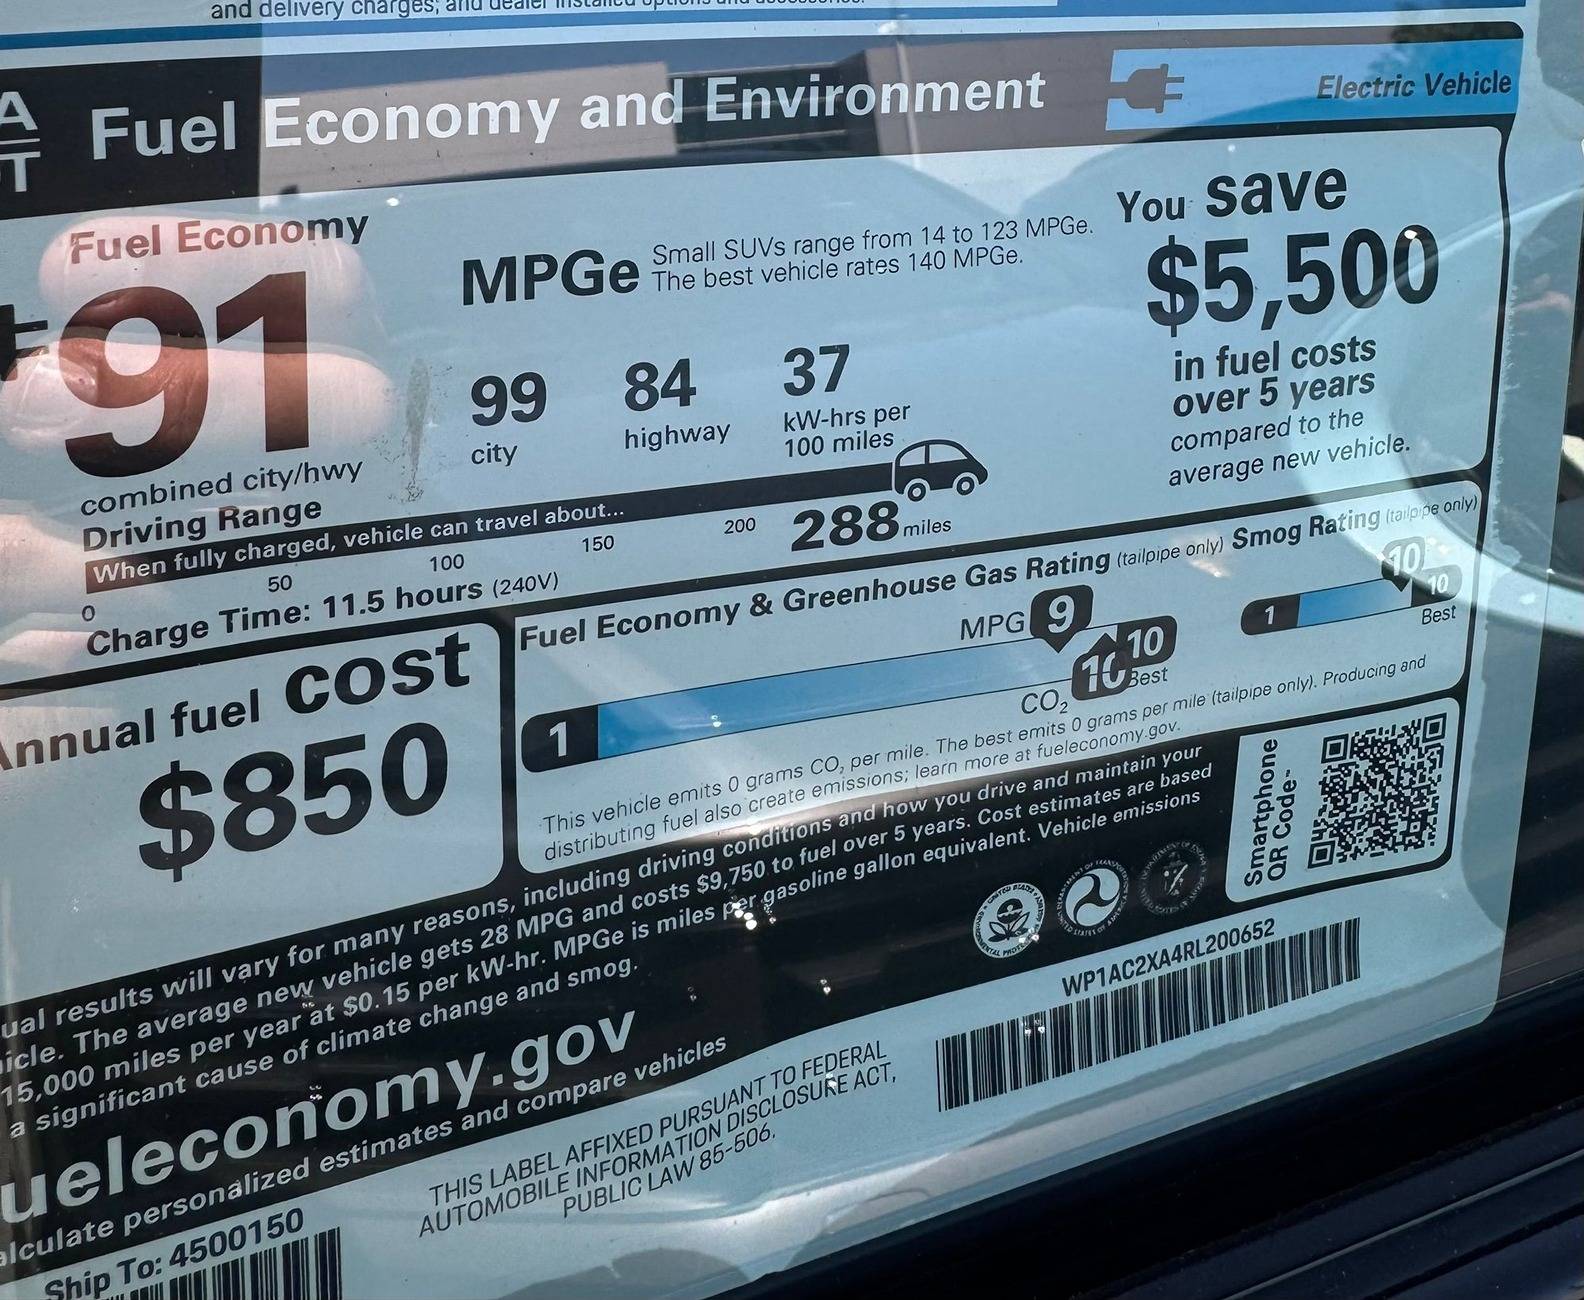 and delivery charges; and dealer installed options and accessories.
Fuel Economy and Environment
Electric Vehicle
Fuel Economy
91
combined city/hwy
MPGe
Small SUVs range from 14 to 123 MPGe.
The best vehicle rates 140 MPGe.
99
city
84
highway
37
kW-hrs per
100 miles
You save
$5,500
in fuel costs
over 5 years
compared to the
average new vehicle.
Driving Range
When fully charged, vehicle can travel about...
0 50 100 150 200 288 miles
Charge Time: 11.5 hours (240V)
Annual fuel cost
$850
Fuel Economy & Greenhouse Gas Rating (tailpipe only)
MPG 9
1
10
Best
CO2 10
Smog Rating (tailpipe only)
10
1
10
Best
This vehicle emits 0 grams CO2 per mile. The best emits 0 grams per mile (tailpipe only). Producing and
distributing fuel also create emissions; learn more at fueleconomy.gov.
ual results will vary for many reasons, including driving conditions and how you drive and maintain your
icle. The average new vehicle gets 28 MPG and costs $9,750 to fuel over 5 years. Cost estimates are based
15,000 miles per year at $0.15 per kW-hr. MPGe is miles per gasoline gallon equivalent. Vehicle emissions
a significant cause of climate change and smog.
ueleconomy.gov
alculate personalized estimates and compare vehicles
Smartphone
QR Code™
WP1AC2XA4RL200652
THIS LABEL AFFIXED PURSUANT TO FEDERAL
AUTOMOBILE INFORMATION DISCLOSURE ACT,
PUBLIC LAW 85-506.
Ship To: 4500150